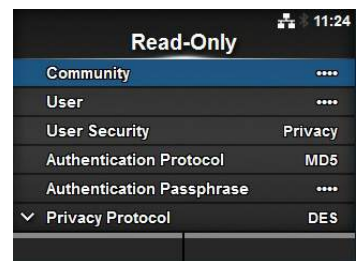 11:24
Read-Only
Community ••••
User ••••
User Security Privacy
Authentication Protocol MD5
Authentication Passphrase ••••
Privacy Protocol DES